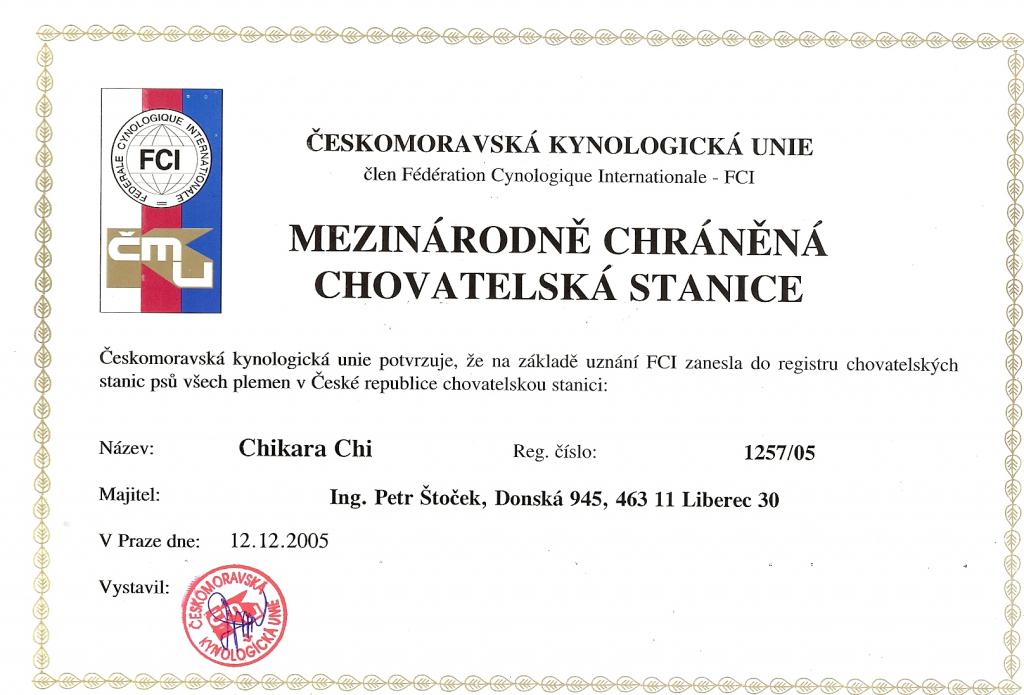 FÉDERALE CYNOLOGIQUE INTERNATIONALE
FCI
čmku
ČESKOMORAVSKÁ KYNOLOGICKÁ UNIE
člen Fédération Cynologique Internationale - FCI
MEZINÁRODNĚ CHRÁNĚNÁ
CHOVATELSKÁ STANICE
Českomoravská kynologická unie potvrzuje, že na základě uznání FCI zanesla do registru chovatelských
stanic psů všech plemen v České republice chovatelskou stanici:
Název: Chikara Chi Reg. číslo: 1257/05
Majitel: Ing. Petr Štoček, Donská 945, 463 11 Liberec 30
V Praze dne: 12.12.2005
Vystavil:
ČESKOMORAVSKÁ
KYNOLOGICKÁ UNIE